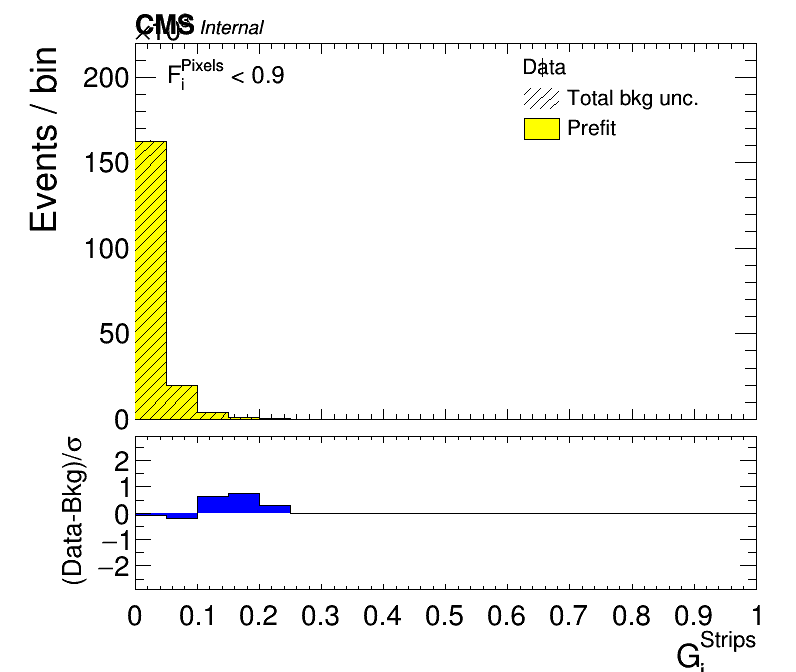 CMS Internal
×10³
Events / bin
F_i^Pixels < 0.9
Data
Total bkg unc.
Prefit
200
150
100
50
0
(Data-Bkg)/σ
2
1
0
−1
−2
0 0.1 0.2 0.3 0.4 0.5 0.6 0.7 0.8 0.9 1
G_i^Strips